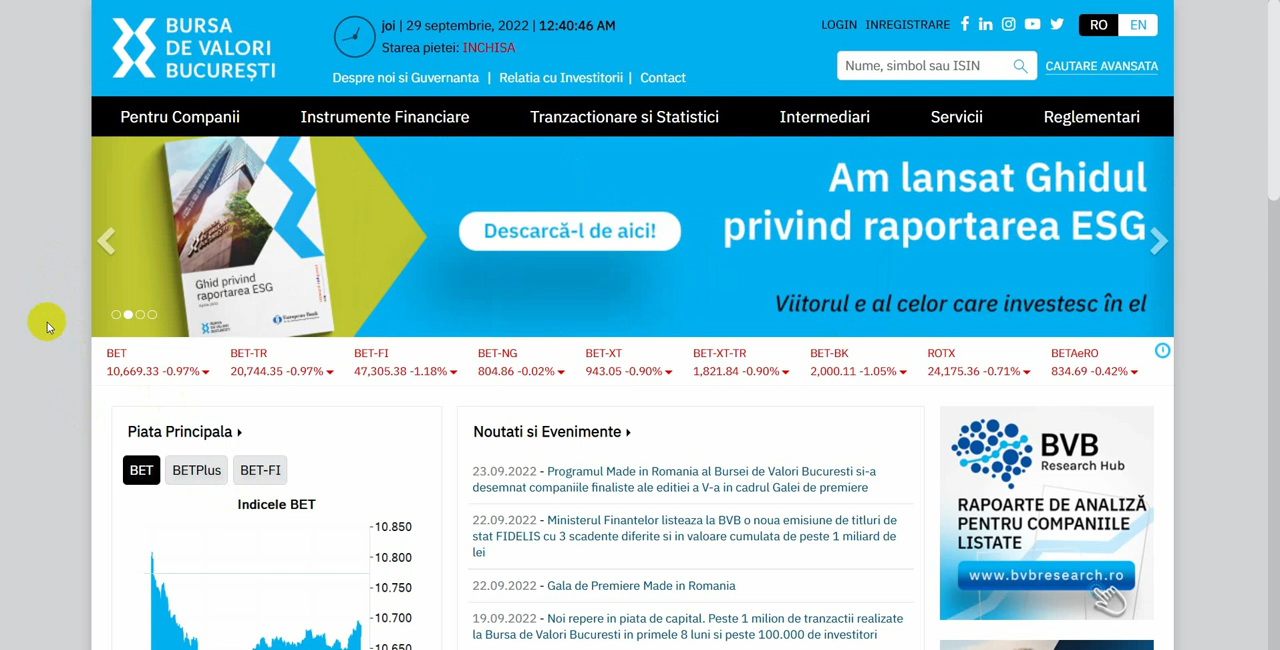 BURSA
DE VALORI
BUCUREȘTI
joi | 29 septembrie, 2022 | 12:40:46 AM
Starea pietei: INCHISA
Despre noi si Guvernanta | Relatia cu Investitorii | Contact
LOGIN INREGISTRARE
RO EN
Nume, simbol sau ISIN
CAUTARE AVANSATA
Pentru Companii Instrumente Financiare Tranzactionare si Statistici Intermediari Servicii Reglementari
Ghid privind
raportarea ESG
Descarcă-l de aici!
Am lansat Ghidul
privind raportarea ESG
Viitorul e al celor care investesc în el
BET BET-TR BET-FI BET-NG BET-XT BET-XT-TR BET-BK ROTX BETAeRO
10,669.33 -0.97% 20,744.35 -0.97% 47,305.38 -1.18% 804.86 -0.02% 943.05 -0.90% 1,821.84 -0.90% 2,000.11 -1.05% 24,175.36 -0.71% 834.69 -0.42%
Piata Principala
BET BETPlus BET-FI
Indicele BET
10.850
10.800
10.750
10.700
10.650
Noutati si Evenimente
23.09.2022 - Programul Made in Romania al Bursei de Valori Bucuresti si-a
desemnat companiile finaliste ale editiei a V-a in cadrul Galei de premiere
22.09.2022 - Ministerul Finantelor listeaza la BVB o noua emisiune de titluri de
stat FIDELIS cu 3 scadente diferite si in valoare cumulata de peste 1 miliard de
lei
22.09.2022 - Gala de Premiere Made in Romania
19.09.2022 - Noi repere in piata de capital. Peste 1 milion de tranzactii realizate
la Bursa de Valori Bucuresti in primele 8 luni si peste 100.000 de investitori
BVB
Research Hub
RAPOARTE DE ANALIZĂ
PENTRU COMPANIILE
LISTATE
www.bvbresearch.ro